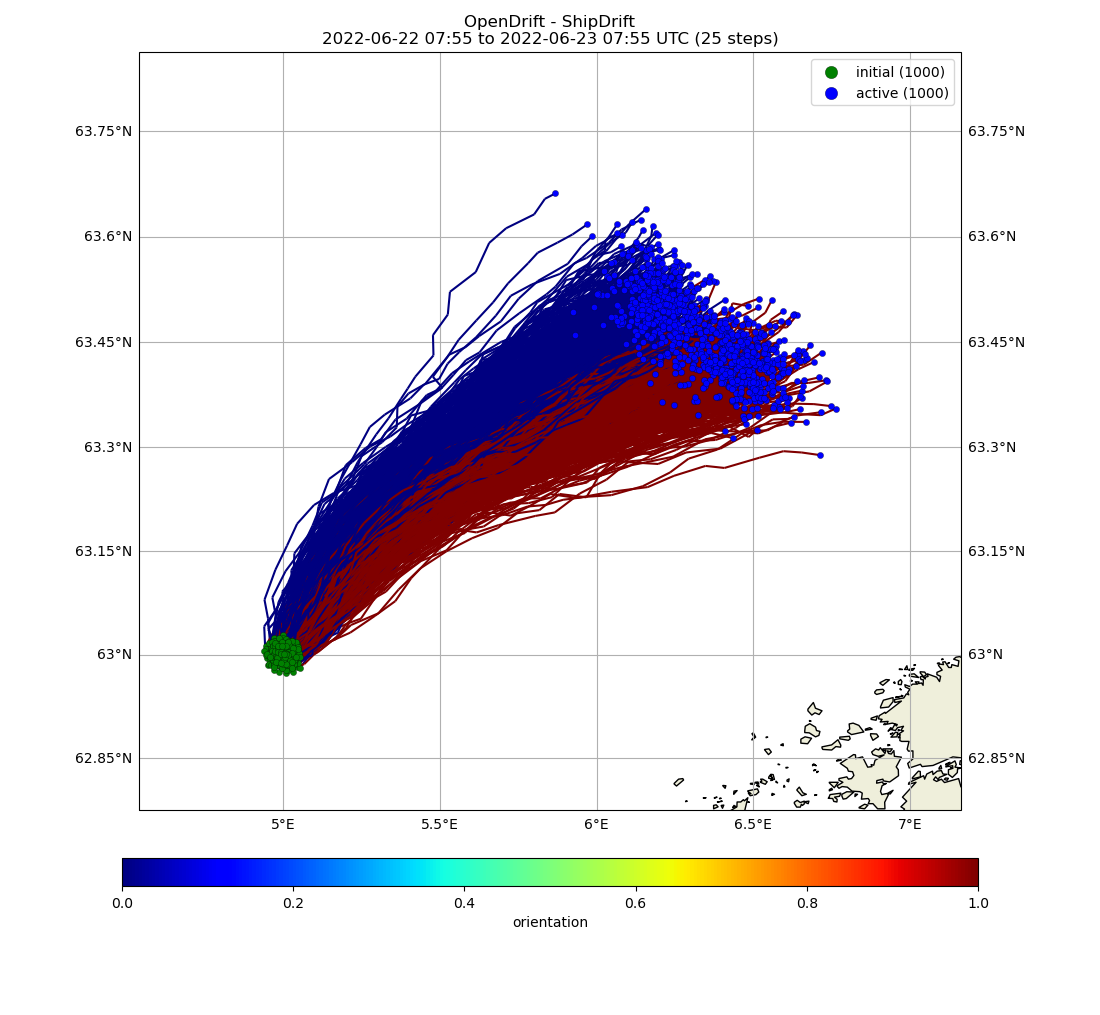 OpenDrift - ShipDrift
2022-06-22 07:55 to 2022-06-23 07:55 UTC (25 steps)
initial (1000)
active (1000)
63.75°N 63.75°N
63.6°N 63.6°N
63.45°N 63.45°N
63.3°N 63.3°N
63.15°N 63.15°N
63°N 63°N
62.85°N 62.85°N
5°E 5.5°E 6°E 6.5°E 7°E
0.0 0.2 0.4 0.6 0.8 1.0
orientation